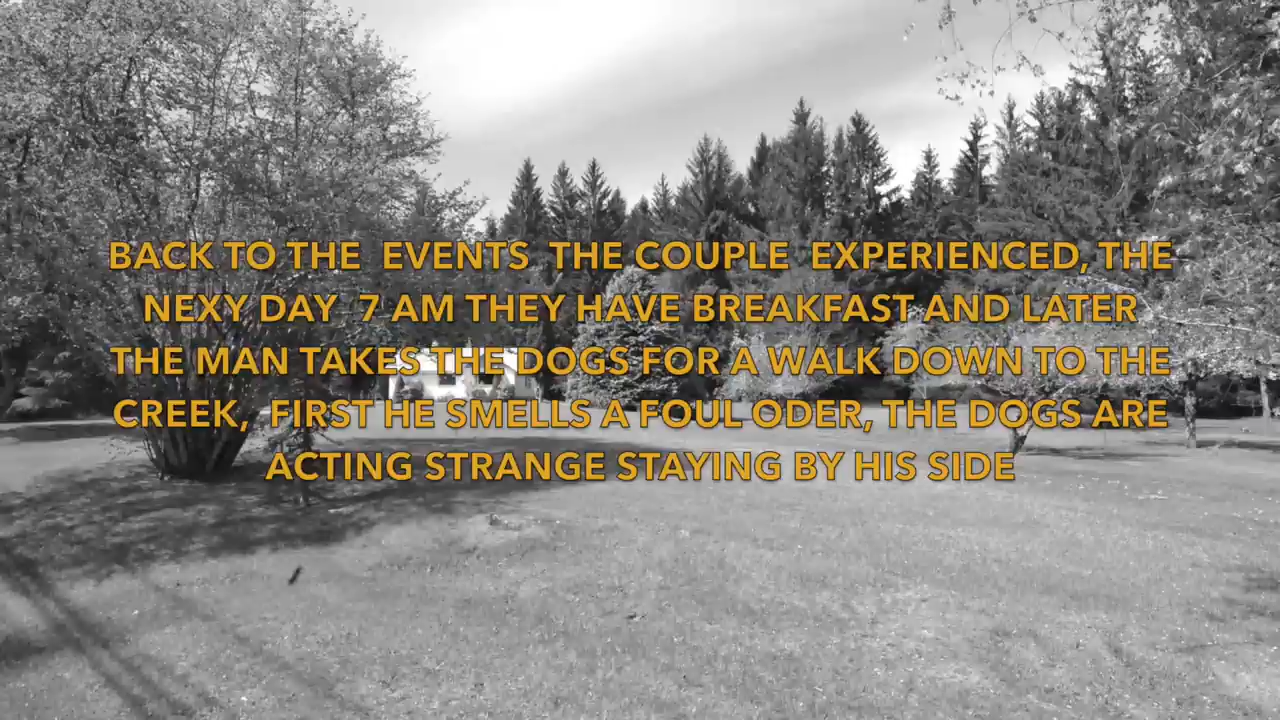 BACK TO THE EVENTS THE COUPLE EXPERIENCED, THE
NEXY DAY 7 AM THEY HAVE BREAKFAST AND LATER
THE MAN TAKES THE DOGS FOR A WALK DOWN TO THE
CREEK, FIRST HE SMELLS A FOUL ODER, THE DOGS ARE
ACTING STRANGE STAYING BY HIS SIDE